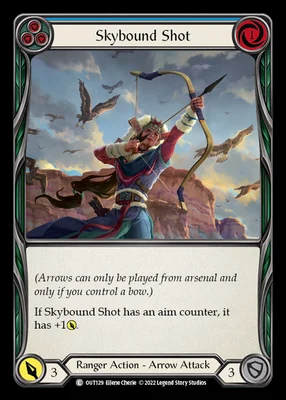 Skybound Shot
1
(Arrows can only be played from arsenal and
only if you control a bow.)
If Skybound Shot has an aim counter, it
has +1.
3
Ranger Action - Arrow Attack
3
C OUT129 Eilene Cherie ©2022 Legend Story Studios